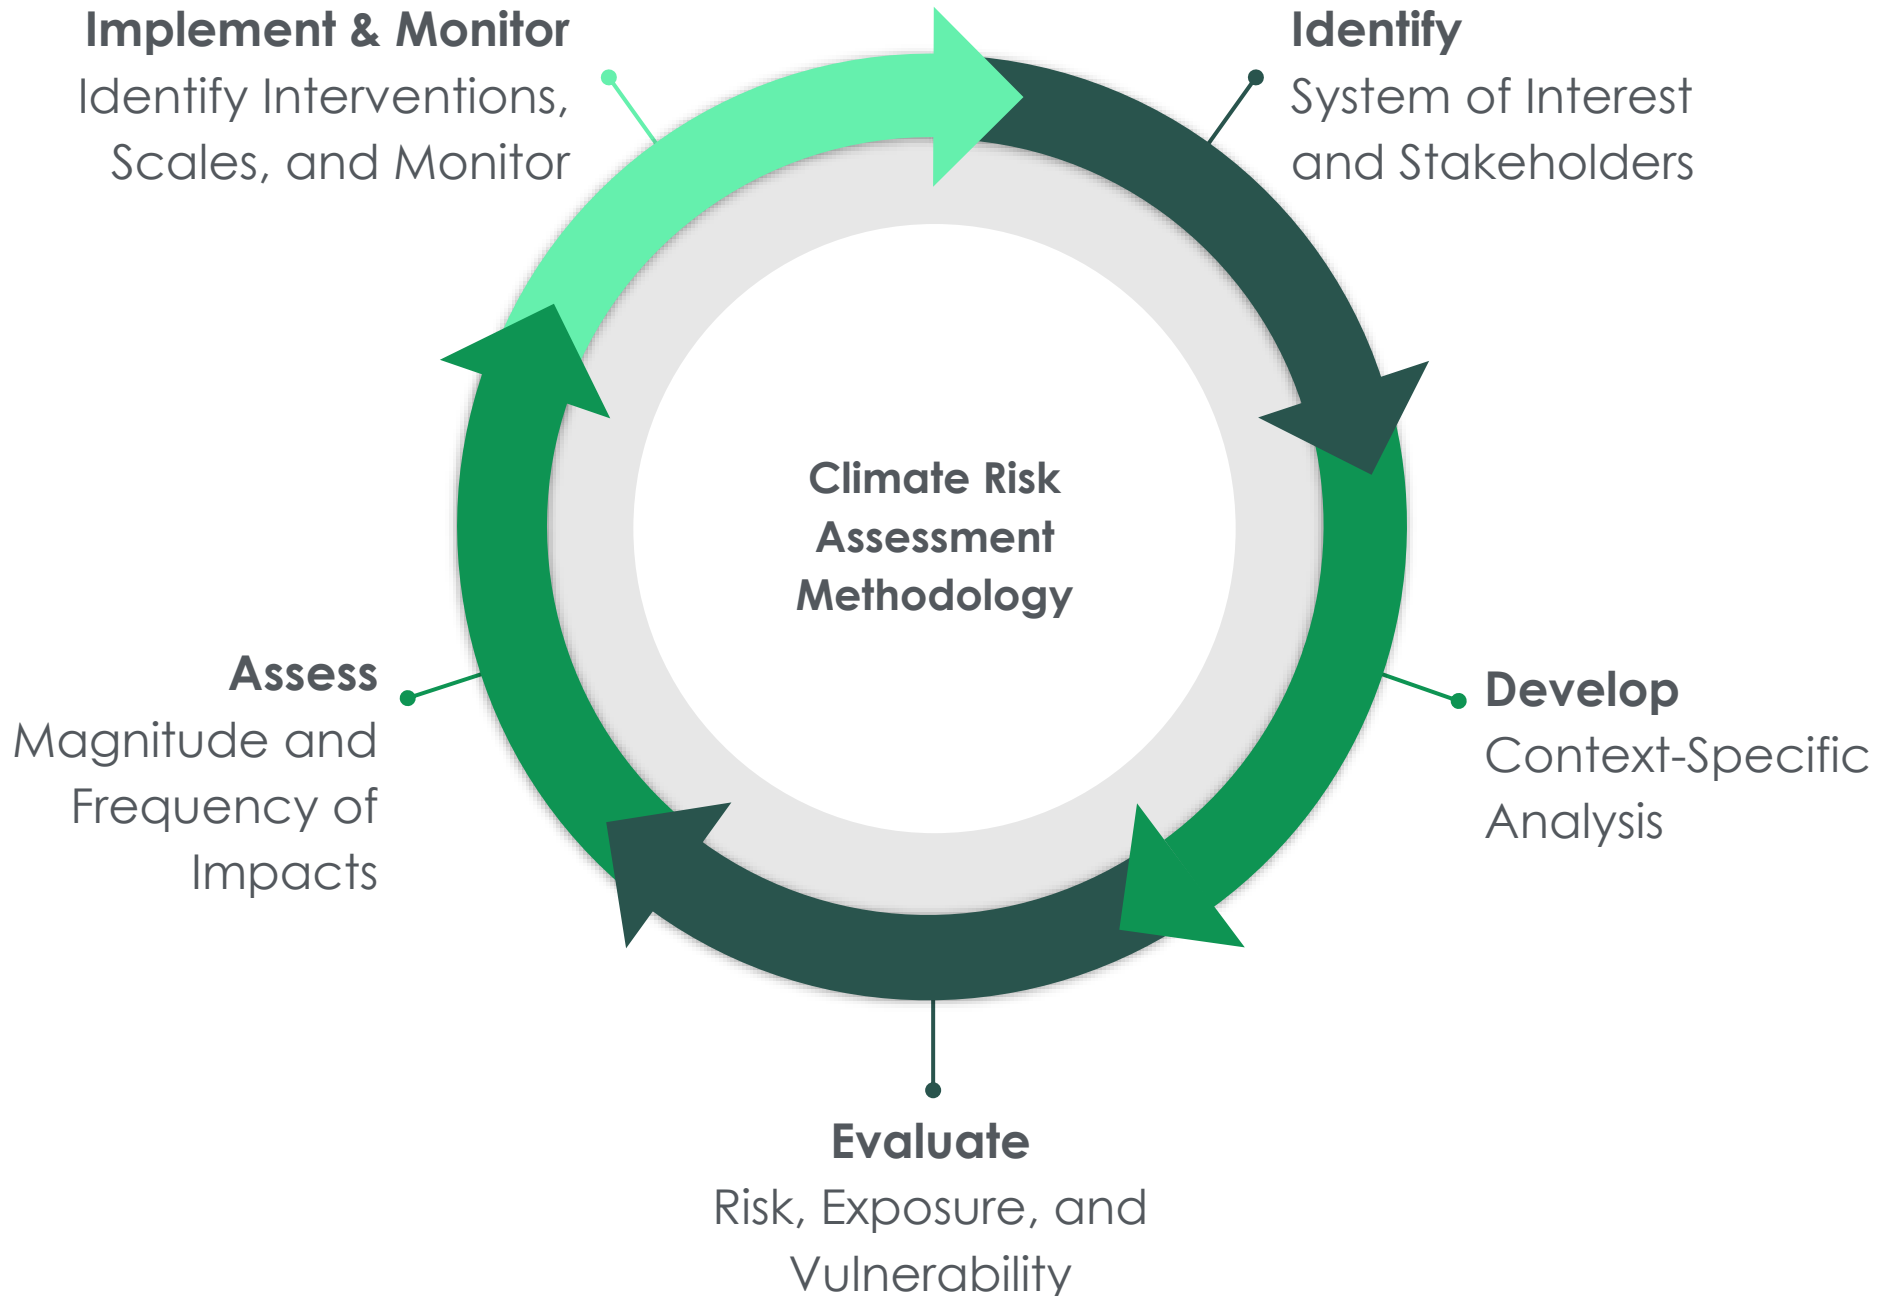 Implement & Monitor
Identify Interventions,
Scales, and Monitor
Identify
System of Interest
and Stakeholders
Climate Risk
Assessment
Methodology
Assess
Magnitude and
Frequency of
Impacts
Develop
Context-Specific
Analysis
Evaluate
Risk, Exposure, and
Vulnerability